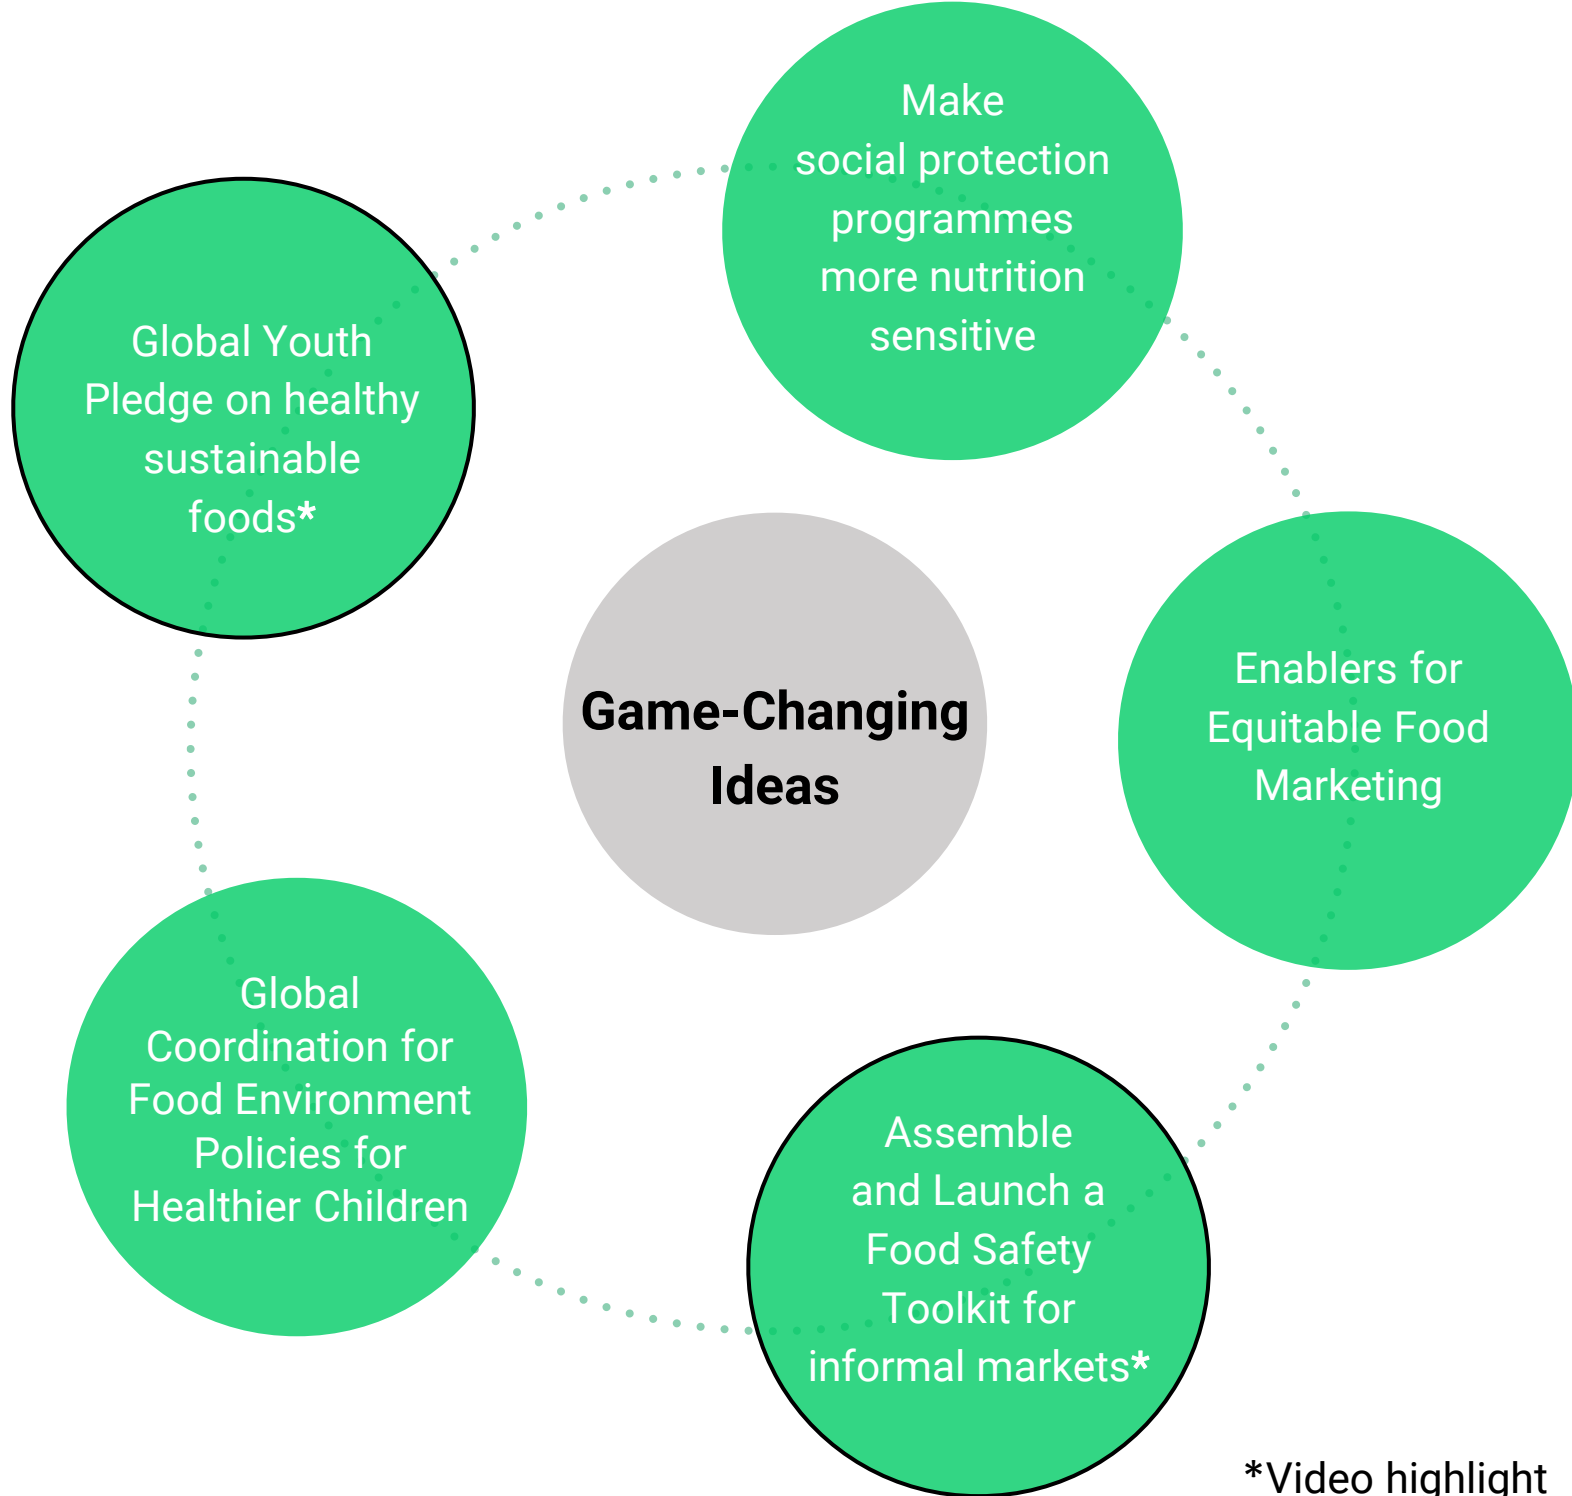 Make
social protection
programmes
more nutrition
sensitive
Global Youth
Pledge on healthy
sustainable
foods*
Game-Changing
Ideas
Enablers for
Equitable Food
Marketing
Global
Coordination for
Food Environment
Policies for
Healthier Children
Assemble
and Launch a
Food Safety
Toolkit for
informal markets*
*Video highlight